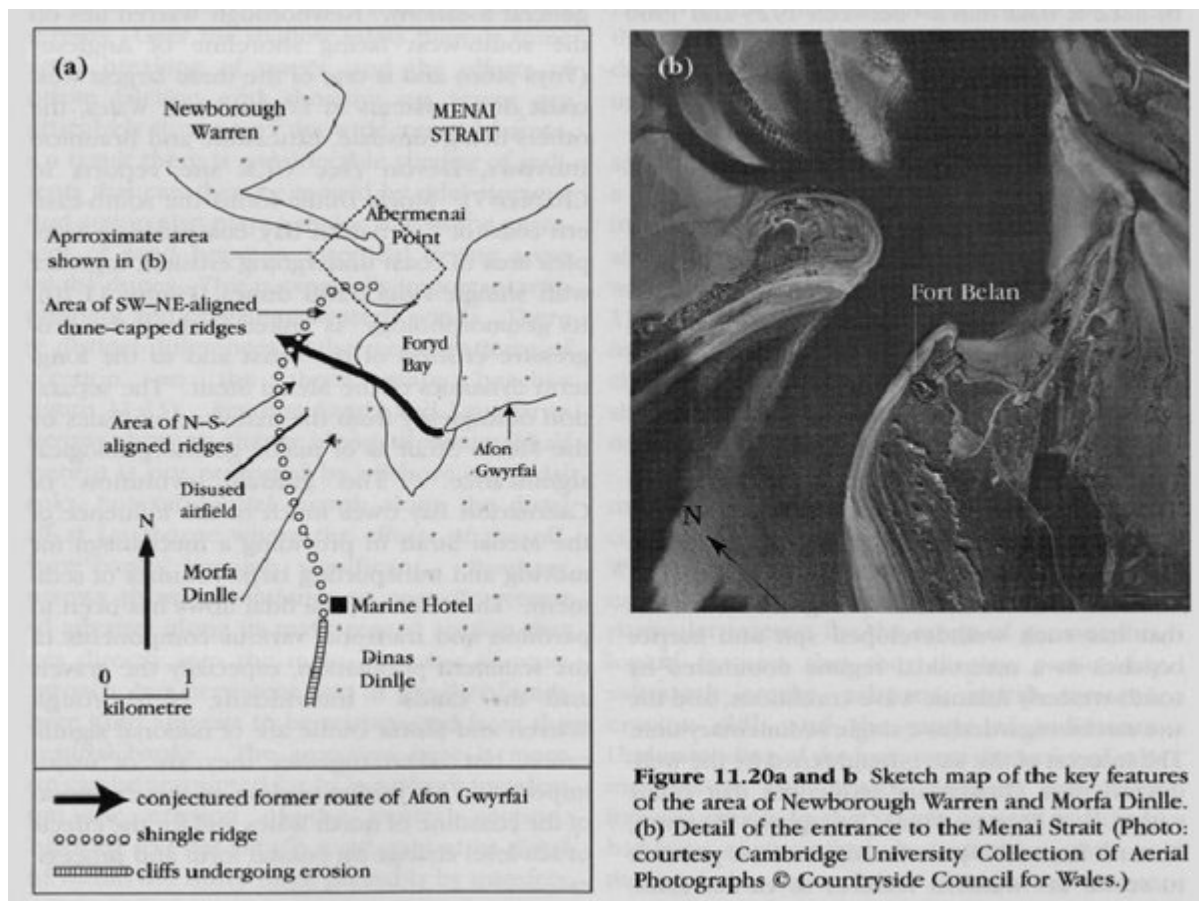 (a)
Newborough
Warren
MENAI
STRAIT
Abermenai
Point
Aprroximate area
shown in (b)
Area of SW–NE-aligned
dune–capped ridges
Foryd
Bay
Area of N–S-
aligned ridges
Afon
Gwyrfai
Disused
airfield
N
Morfa
Dinlle
Marine Hotel
Dinas
Dinlle
0 1
kilometre
conjectured former route of Afon Gwyrfai
shingle ridge
cliffs undergoing erosion
(b)
Fort Belan
N
Figure 11.20a and b Sketch map of the key features
of the area of Newborough Warren and Morfa Dinlle.
(b) Detail of the entrance to the Menai Strait (Photo:
courtesy Cambridge University Collection of Aerial
Photographs © Countryside Council for Wales.)